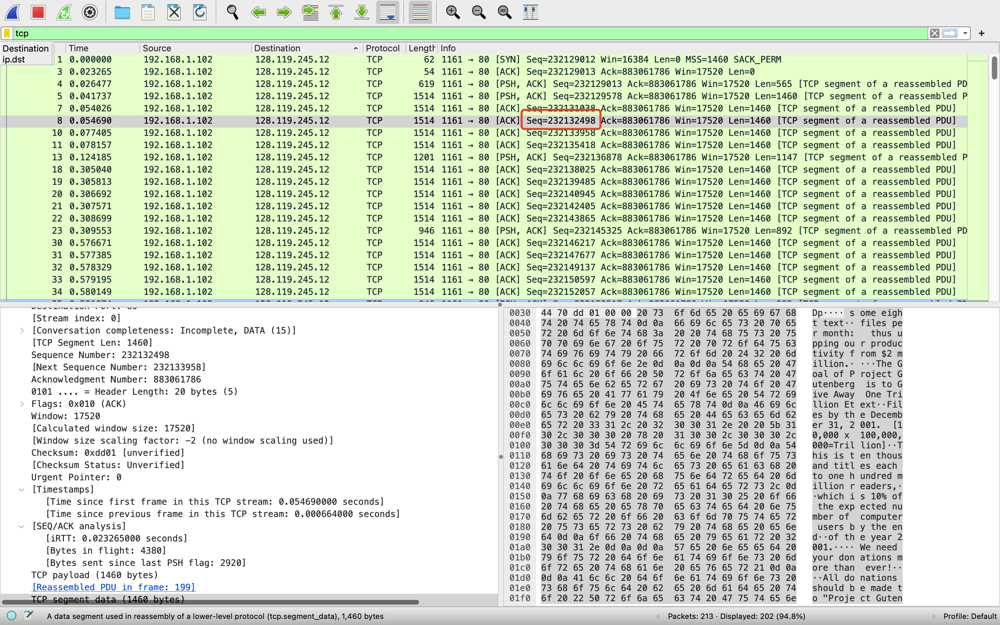 tcp
Destination Time Source Destination Protocol Length Info
ip.dst
1 0.000000 192.168.1.102 128.119.245.12 TCP 62 1161 → 80 [SYN] Seq=232129012 Win=16384 Len=0 MSS=1460 SACK_PERM
3 0.023265 192.168.1.102 128.119.245.12 TCP 54 1161 → 80 [ACK] Seq=232129013 Ack=883061786 Win=17520 Len=0
4 0.026477 192.168.1.102 128.119.245.12 TCP 619 1161 → 80 [PSH, ACK] Seq=232129013 Ack=883061786 Win=17520 Len=565 [TCP segment of a reassembled PD
5 0.041737 192.168.1.102 128.119.245.12 TCP 1514 1161 → 80 [PSH, ACK] Seq=232129578 Ack=883061786 Win=17520 Len=1460 [TCP segment of a reassembled P
7 0.054026 192.168.1.102 128.119.245.12 TCP 1514 1161 → 80 [ACK] Seq=232131038 Ack=883061786 Win=17520 Len=1460 [TCP segment of a reassembled PDU]
8 0.054690 192.168.1.102 128.119.245.12 TCP 1514 1161 → 80 [ACK] Seq=232132498 Ack=883061786 Win=17520 Len=1460 [TCP segment of a reassembled PDU]
10 0.077405 192.168.1.102 128.119.245.12 TCP 1514 1161 → 80 [ACK] Seq=232133958 Ack=883061786 Win=17520 Len=1460 [TCP segment of a reassembled PDU]
11 0.078157 192.168.1.102 128.119.245.12 TCP 1514 1161 → 80 [ACK] Seq=232135418 Ack=883061786 Win=17520 Len=1460 [TCP segment of a reassembled PDU]
13 0.124185 192.168.1.102 128.119.245.12 TCP 1201 1161 → 80 [PSH, ACK] Seq=232136878 Ack=883061786 Win=17520 Len=1147 [TCP segment of a reassembled P
18 0.305040 192.168.1.102 128.119.245.12 TCP 1514 1161 → 80 [ACK] Seq=232138025 Ack=883061786 Win=17520 Len=1460 [TCP segment of a reassembled PDU]
19 0.305813 192.168.1.102 128.119.245.12 TCP 1514 1161 → 80 [ACK] Seq=232139485 Ack=883061786 Win=17520 Len=1460 [TCP segment of a reassembled PDU]
20 0.306692 192.168.1.102 128.119.245.12 TCP 1514 1161 → 80 [ACK] Seq=232140945 Ack=883061786 Win=17520 Len=1460 [TCP segment of a reassembled PDU]
21 0.307571 192.168.1.102 128.119.245.12 TCP 1514 1161 → 80 [ACK] Seq=232142405 Ack=883061786 Win=17520 Len=1460 [TCP segment of a reassembled PDU]
22 0.308699 192.168.1.102 128.119.245.12 TCP 1514 1161 → 80 [ACK] Seq=232143865 Ack=883061786 Win=17520 Len=1460 [TCP segment of a reassembled PDU]
23 0.309553 192.168.1.102 128.119.245.12 TCP 946 1161 → 80 [PSH, ACK] Seq=232145325 Ack=883061786 Win=17520 Len=892 [TCP segment of a reassembled PD
30 0.576671 192.168.1.102 128.119.245.12 TCP 1514 1161 → 80 [ACK] Seq=232146217 Ack=883061786 Win=17520 Len=1460 [TCP segment of a reassembled PDU]
31 0.577385 192.168.1.102 128.119.245.12 TCP 1514 1161 → 80 [ACK] Seq=232147677 Ack=883061786 Win=17520 Len=1460 [TCP segment of a reassembled PDU]
32 0.578329 192.168.1.102 128.119.245.12 TCP 1514 1161 → 80 [ACK] Seq=232149137 Ack=883061786 Win=17520 Len=1460 [TCP segment of a reassembled PDU]
33 0.579195 192.168.1.102 128.119.245.12 TCP 1514 1161 → 80 [ACK] Seq=232150597 Ack=883061786 Win=17520 Len=1460 [TCP segment of a reassembled PDU]
34 0.580149 192.168.1.102 128.119.245.12 TCP 1514 1161 → 80 [ACK] Seq=232152057 Ack=883061786 Win=17520 Len=1460 [TCP segment of a reassembled PDU]
[Stream index: 0]
[Conversation completeness: Incomplete, DATA (15)]
[TCP Segment Len: 1460]
Sequence Number: 232132498
[Next Sequence Number: 232133958]
Acknowledgment Number: 883061786
0101 .... = Header Length: 20 bytes (5)
Flags: 0x010 (ACK)
Window: 17520
[Calculated window size: 17520]
[Window size scaling factor: -2 (no window scaling used)]
Checksum: 0xdd01 [unverified]
[Checksum Status: Unverified]
Urgent Pointer: 0
[Timestamps]
[Time since first frame in this TCP stream: 0.054690000 seconds]
[Time since previous frame in this TCP stream: 0.000664000 seconds]
[SEQ/ACK analysis]
[iRTT: 0.023265000 seconds]
[Bytes in flight: 4380]
[Bytes sent since last PSH flag: 2920]
TCP payload (1460 bytes)
[Reassembled PDU in frame: 199]
TCP segment data (1460 bytes)
0030 44 70 dd 01 00 00 20 73 6f 6d 65 20 65 69 67 68 Dp···· s ome eigh
0040 74 20 74 65 78 74 0d 0a 66 69 6c 65 73 20 70 65 t text·· files pe
0050 72 20 6d 6f 6e 74 68 3a 20 20 74 68 75 73 20 75 r month:   thus u
0060 70 70 69 6e 67 20 6f 75 72 20 70 72 6f 64 75 63 pping ou r produc
0070 74 69 76 69 74 79 20 66 72 6f 6d 20 24 32 20 6d tivity f rom $2 m
0080 69 6c 6c 69 6f 6e 2e 0d 0a 0d 0a 54 68 65 20 47 illion.· ···The G
0090 6f 61 6c 20 6f 66 20 50 72 6f 6a 65 63 74 20 47 oal of P roject G
00a0 75 74 65 6e 62 65 72 67 20 69 73 20 74 6f 20 47 utenberg  is to G
00b0 69 76 65 20 41 77 61 79 20 4f 6e 65 20 54 72 69 ive Away  One Tri
00c0 6c 6c 69 6f 6e 20 45 74 65 78 74 0d 0a 46 69 6c llion Et ext··Fil
00d0 65 73 20 62 79 20 74 68 65 20 44 65 63 65 6d 62 es by th e Decemb
00e0 65 72 20 33 31 2c 20 32 30 30 31 2e 20 20 5b 31 er 31, 2 001.  [1
00f0 30 2c 30 30 30 20 78 20 31 30 30 2c 30 30 30 2c 0,000 x  100,000,
0100 30 30 30 3d 54 72 69 6c 6c 69 6f 6e 5d 0d 0a 54 000=Tril lion]··T
0110 68 69 73 20 69 73 20 74 65 6e 20 74 68 6f 75 73 his is t en thous
0120 61 6e 64 20 74 69 74 6c 65 73 20 65 61 63 68 20 and titl es each
0130 74 6f 20 6f 6e 65 20 68 75 6e 64 72 65 64 20 6d to one h undred m
0140 69 6c 6c 69 6f 6e 20 72 65 61 64 65 72 73 2c 0d illion r eaders,·
0150 0a 77 68 69 63 68 20 69 73 20 31 30 25 20 6f 66 ·which i s 10% of
0160 20 74 68 65 20 65 78 70 65 63 74 65 64 20 6e 75 the exp ected nu
0170 6d 62 65 72 20 6f 66 20 63 6f 6d 70 75 74 65 72 mber of  computer
0180 20 75 73 65 72 73 20 62 79 20 74 68 65 20 65 6e users b y the en
0190 64 0d 0a 6f 66 20 74 68 65 20 79 65 61 72 20 32 d··of th e year 2
01a0 30 30 31 2e 0d 0a 0d 0a 57 65 20 6e 65 65 64 20 001.···· We need
01b0 79 6f 75 72 20 64 6f 6e 61 74 69 6f 6e 73 20 6d your don ations m
01c0 6f 72 65 20 74 68 61 6e 20 65 76 65 72 21 0d 0a ore than  ever!··
01d0 0d 0a 41 6c 6c 20 64 6f 6e 61 74 69 6f 6e 73 20 ··All do nations
01e0 73 68 6f 75 6c 64 20 62 65 20 6d 61 64 65 20 74 should b e made t
01f0 6f 20 22 50 72 6f 6a 65 63 74 20 47 75 74 65 6e o "Proje ct Guten
A data segment used in reassembly of a lower-level protocol (tcp.segment_data), 1,460 bytes
Packets: 213 · Displayed: 202 (94.8%)
Profile: Default